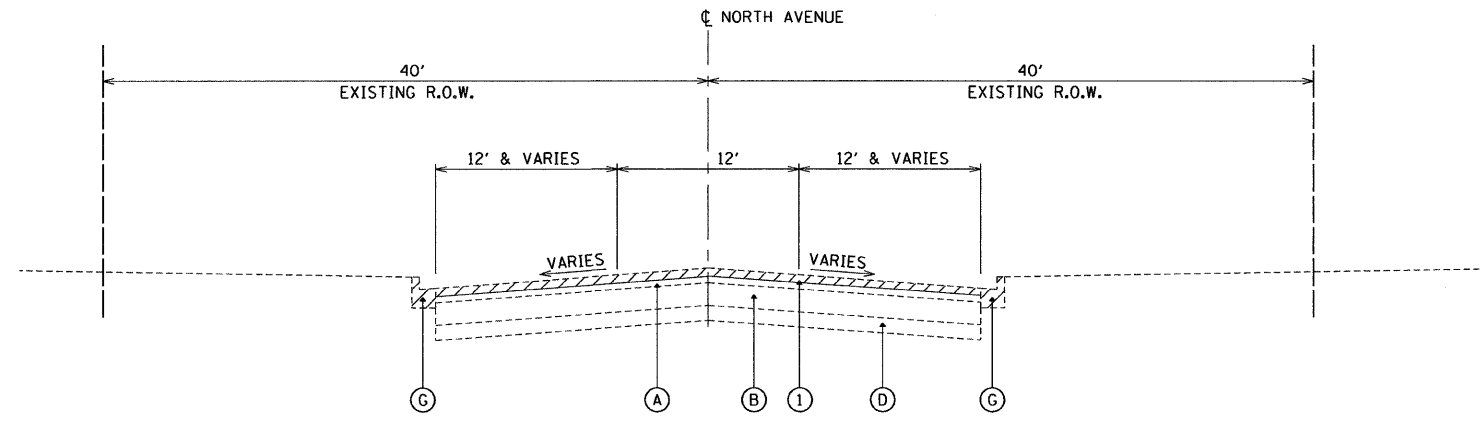 ℄ NORTH AVENUE
40' 40'
EXISTING R.O.W. EXISTING R.O.W.
12' & VARIES 12' 12' & VARIES
VARIES VARIES
G A B 1 D G